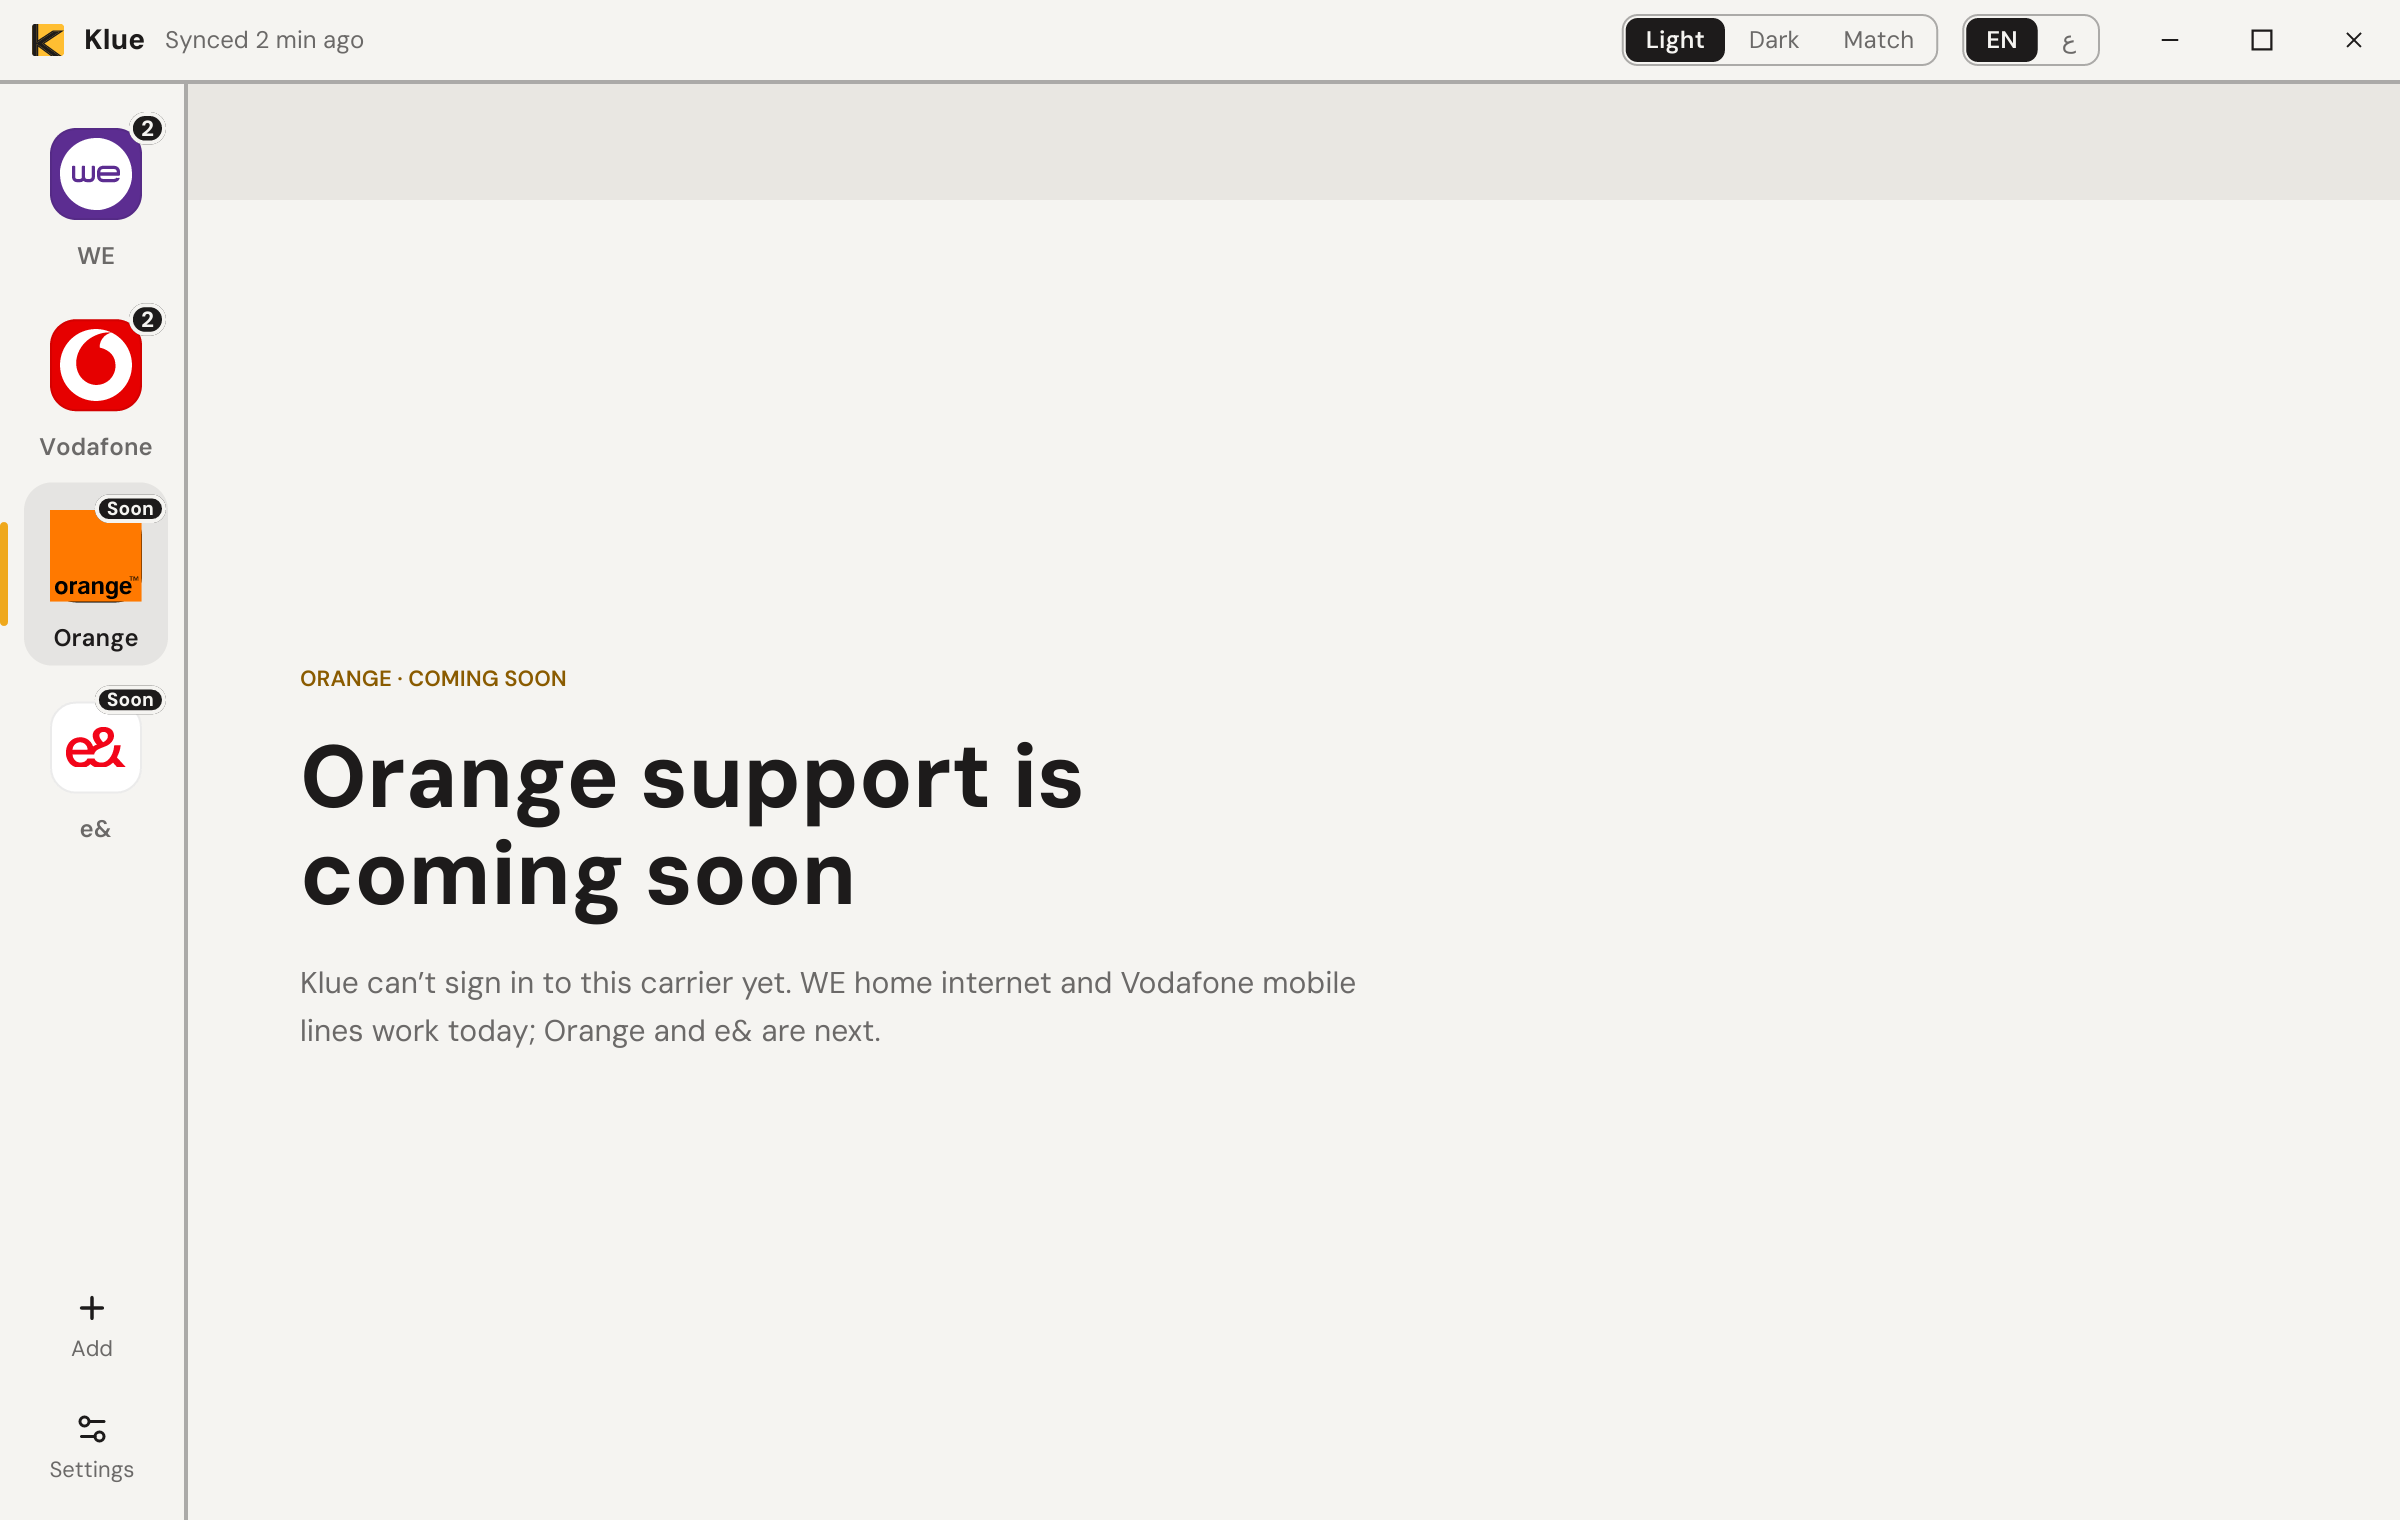 Klue Synced 2 min ago Light Dark Match EN ع
2
we
WE
2
Vodafone
Soon
orange™
Orange
Soon
e&
e&
Add
Settings
ORANGE · COMING SOON
Orange support is
coming soon
Klue can’t sign in to this carrier yet. WE home internet and Vodafone mobile
lines work today; Orange and e& are next.